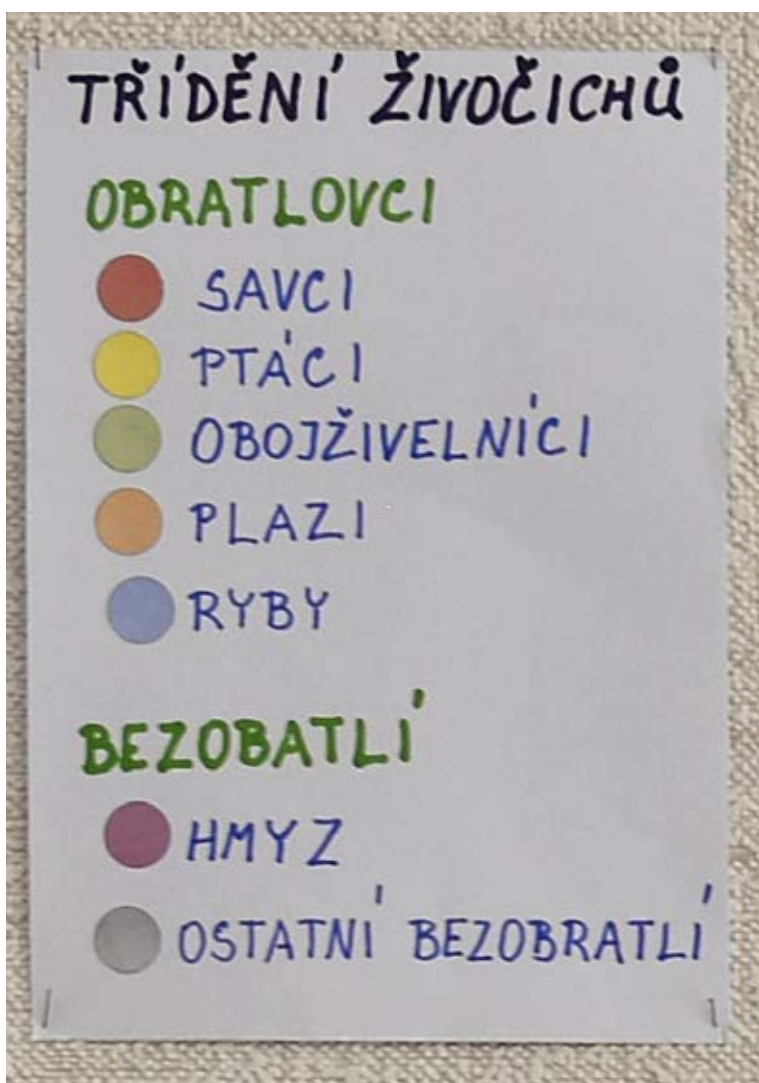 TŘÍDĚNÍ ŽIVOČICHŮ
OBRATLOVCI
SAVCI
PTÁCI
OBOJŽIVELNÍCI
PLAZI
RYBY
BEZOBATLÍ
HMYZ
OSTATNÍ BEZOBRATLÍ